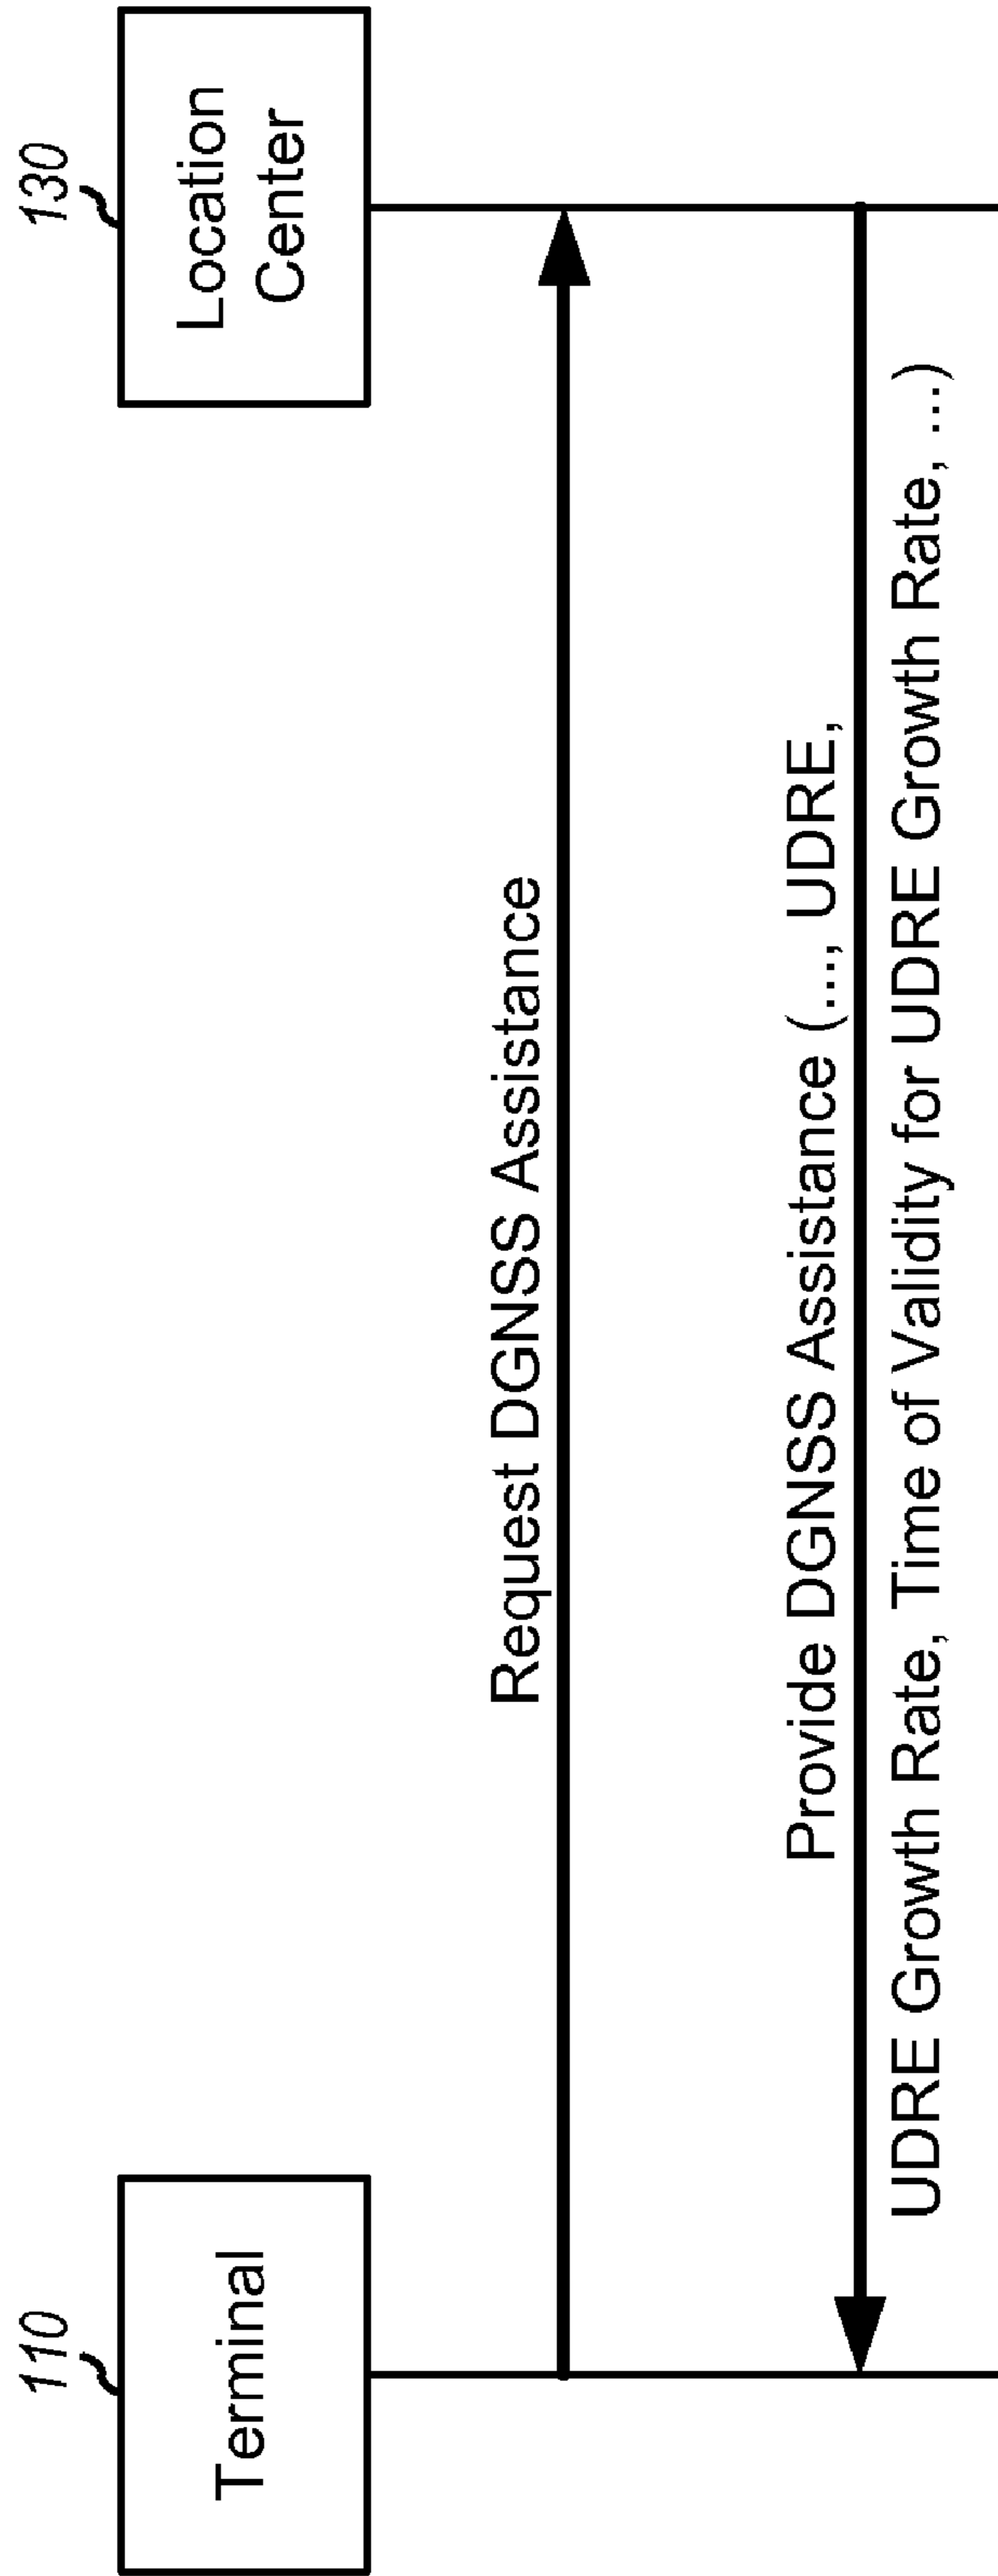 110
130
Terminal
Location
Center
Request DGNSS Assistance
Provide DGNSS Assistance (..., UDRE,
UDRE Growth Rate, Time of Validity for UDRE Growth Rate, ...)